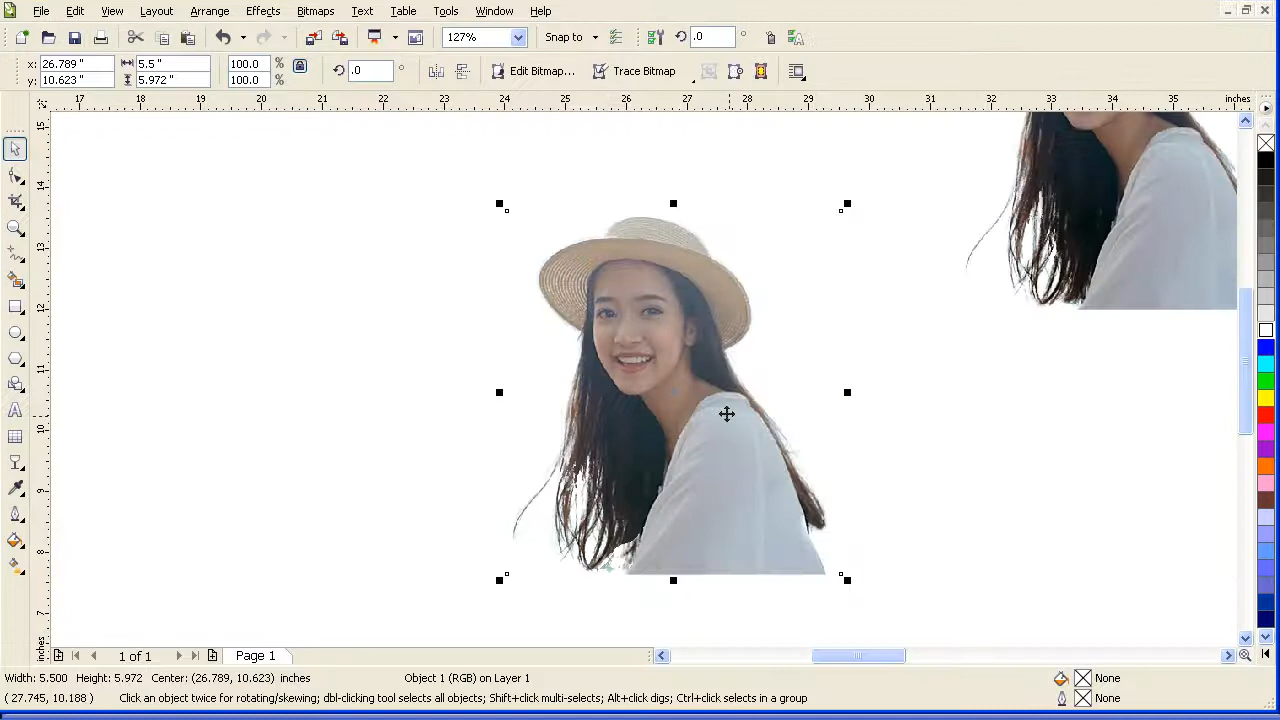 File Edit View Layout Arrange Effects Bitmaps Text Table Tools Window Help
127% Snap to .0 °
x: 26.789 " 5.5 " 100.0 % .0 ° Edit Bitmap... Trace Bitmap
y: 10.623 " 5.972 " 100.0 %
17 18 19 20 21 22 23 24 25 26 27 28 29 30 31 32 33 34 35 inches
15
14
13
12
11
10
9
8
7
inches
1 of 1 Page 1
Width: 5.500 Height: 5.972 Center: (26.789, 10.623) inches Object 1 (RGB) on Layer 1 None
( 27.745, 10.188 ) Click an object twice for rotating/skewing; dbl-clicking tool selects all objects; Shift+click multi-selects; Alt+click digs; Ctrl+click selects in a group None